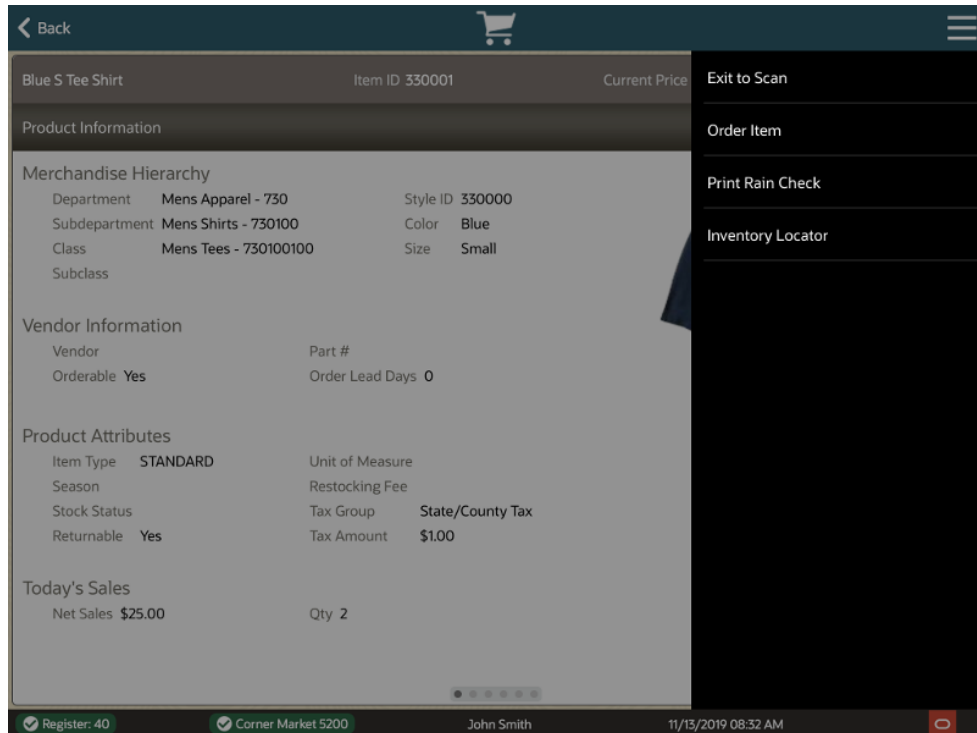 Back
Blue S Tee Shirt Item ID 330001 Current Price
Product Information
Merchandise Hierarchy
Department Mens Apparel - 730 Style ID 330000
Subdepartment Mens Shirts - 730100 Color Blue
Class Mens Tees - 730100100 Size Small
Subclass
Vendor Information
Vendor Part #
Orderable Yes Order Lead Days 0
Product Attributes
Item Type STANDARD Unit of Measure
Season Restocking Fee
Stock Status Tax Group State/County Tax
Returnable Yes Tax Amount $1.00
Today's Sales
Net Sales $25.00 Qty 2
Exit to Scan
Order Item
Print Rain Check
Inventory Locator
Register: 40 Corner Market 5200 John Smith 11/13/2019 08:32 AM